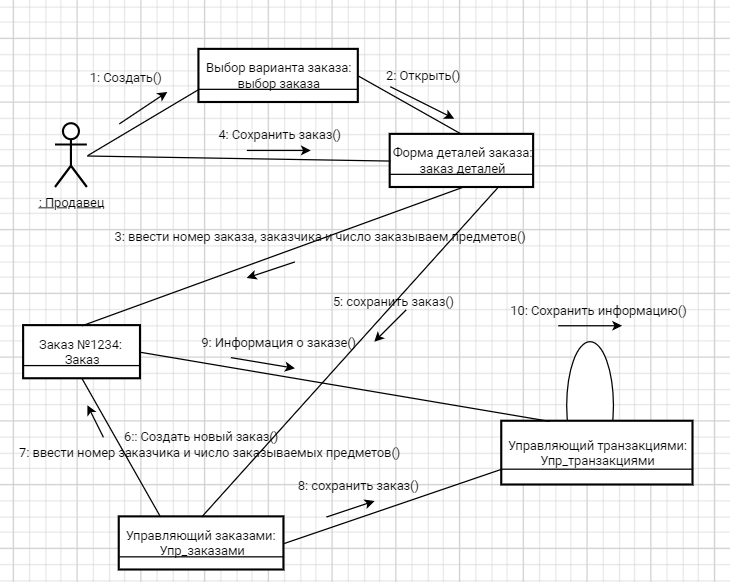 1: Создать()
Выбор варианта заказа:
выбор заказа
2: Открыть()
4: Сохранить заказ()
Форма деталей заказа:
заказ деталей
: Продавец
3: ввести номер заказа, заказчика и число заказываем предметов()
5: сохранить заказ()
10: Сохранить информацию()
Заказ №1234:
Заказ
9: Информация о заказе()
6:: Создать новый заказ()
7: ввести номер заказчика и число заказываемых предметов()
Управляющий транзакциями:
Упр_транзакциями
8: сохранить заказ()
Управляющий заказами:
Упр_заказами